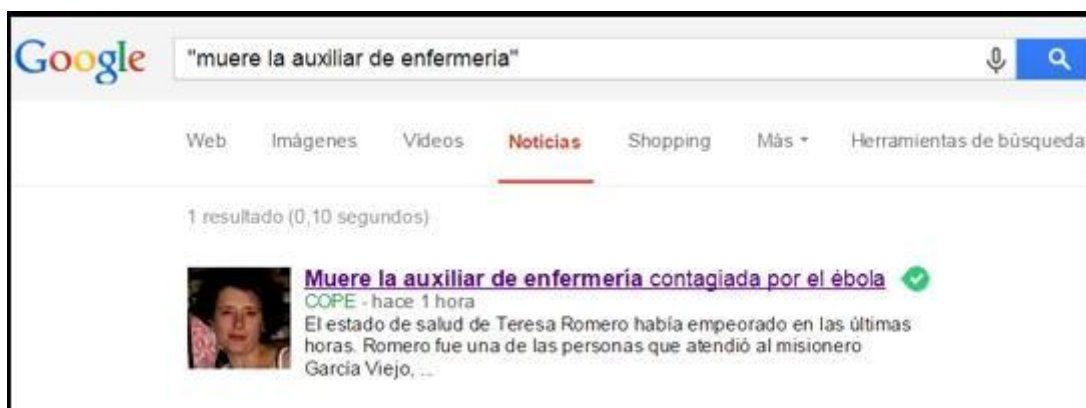 Google "muere la auxiliar de enfermeria"
Web Imágenes Vídeos Noticias Shopping Más Herramientas de búsqueda
1 resultado (0,10 segundos)
Muere la auxiliar de enfermería contagiada por el ébola
COPE - hace 1 hora
El estado de salud de Teresa Romero había empeorado en las últimas
horas. Romero fue una de las personas que atendió al misionero
García Viejo, ...